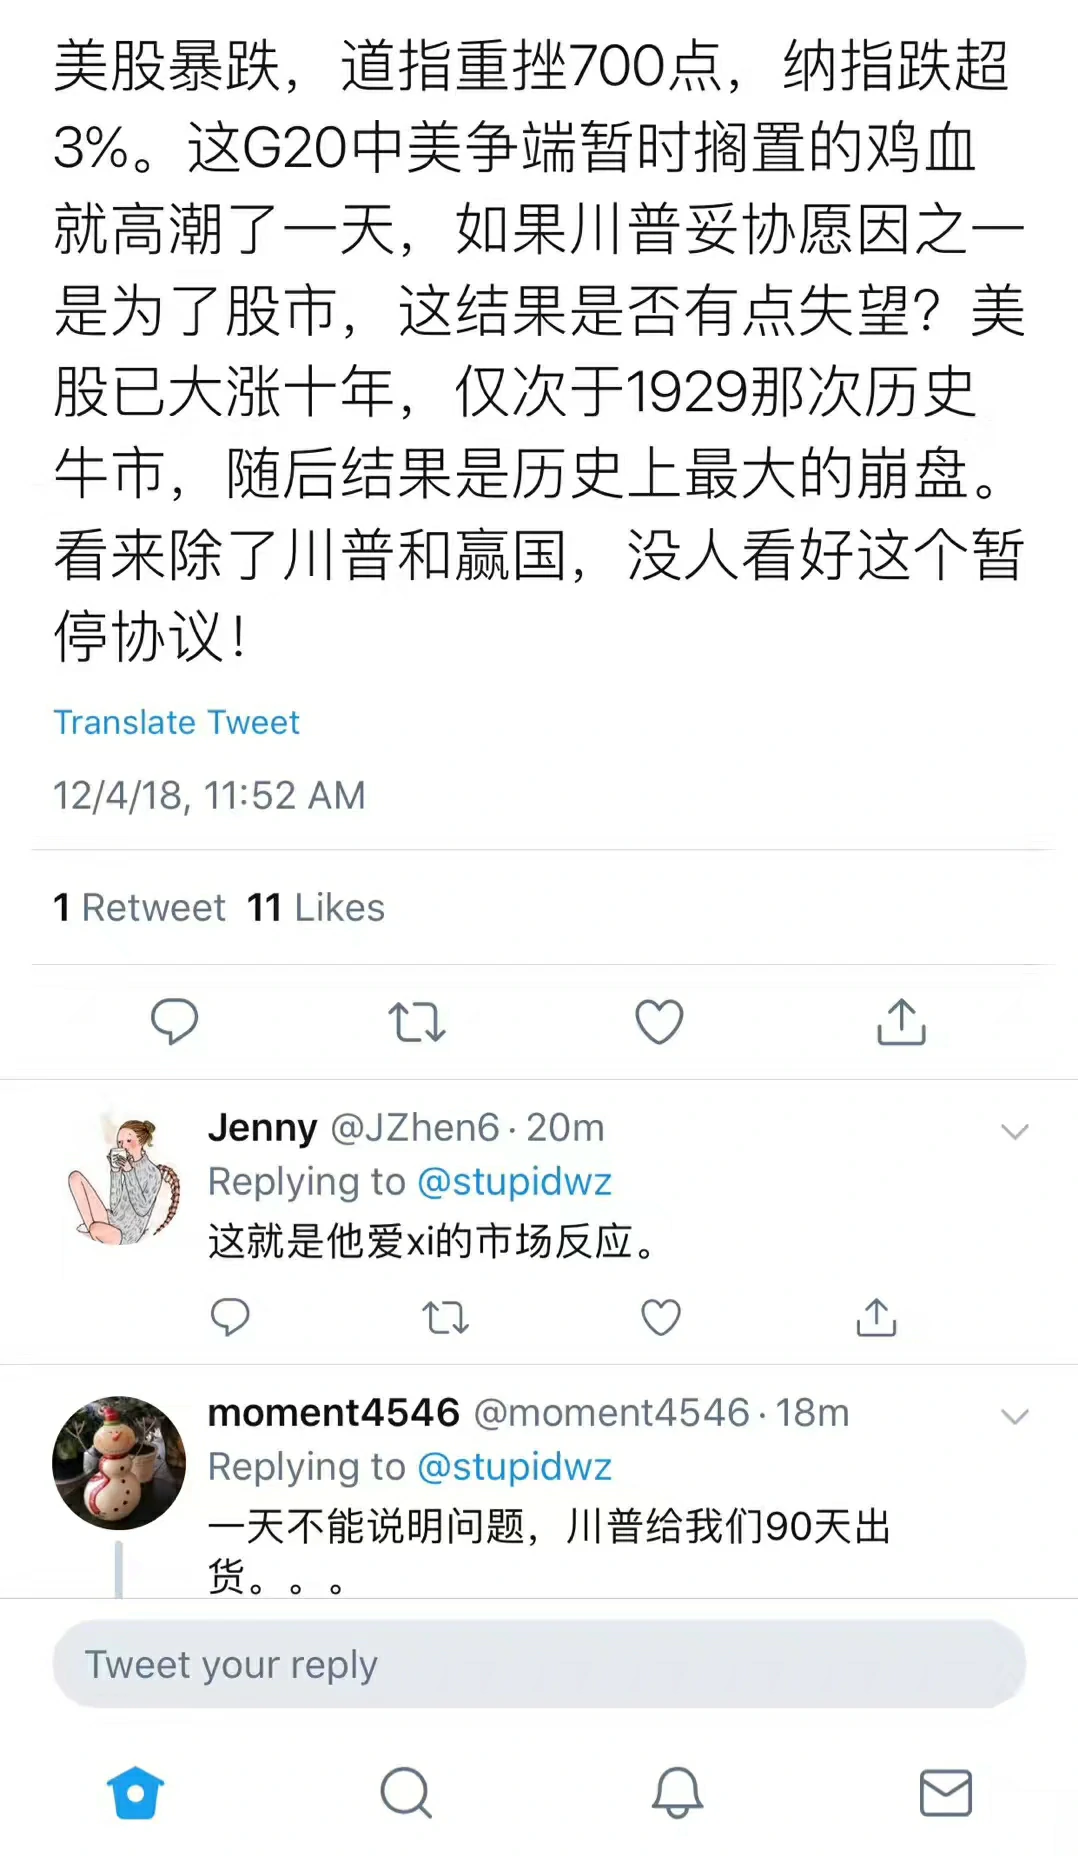 美股暴跌，道指重挫700点，纳指跌超
3%。这G20中美争端暂时搁置的鸡血
就高潮了一天，如果川普妥协愿因之一
是为了股市，这结果是否有点失望？美
股已大涨十年，仅次于1929那次历史
牛市，随后结果是历史上最大的崩盘。
看来除了川普和赢国，没人看好这个暂
停协议！
Translate Tweet
12/4/18, 11:52 AM
1 Retweet 11 Likes
Jenny @JZhen6 · 20m
Replying to @stupidwz
这就是他爱xi的市场反应。
moment4546 @moment4546 · 18m
Replying to @stupidwz
一天不能说明问题，川普给我们90天出
货。。。
Tweet your reply